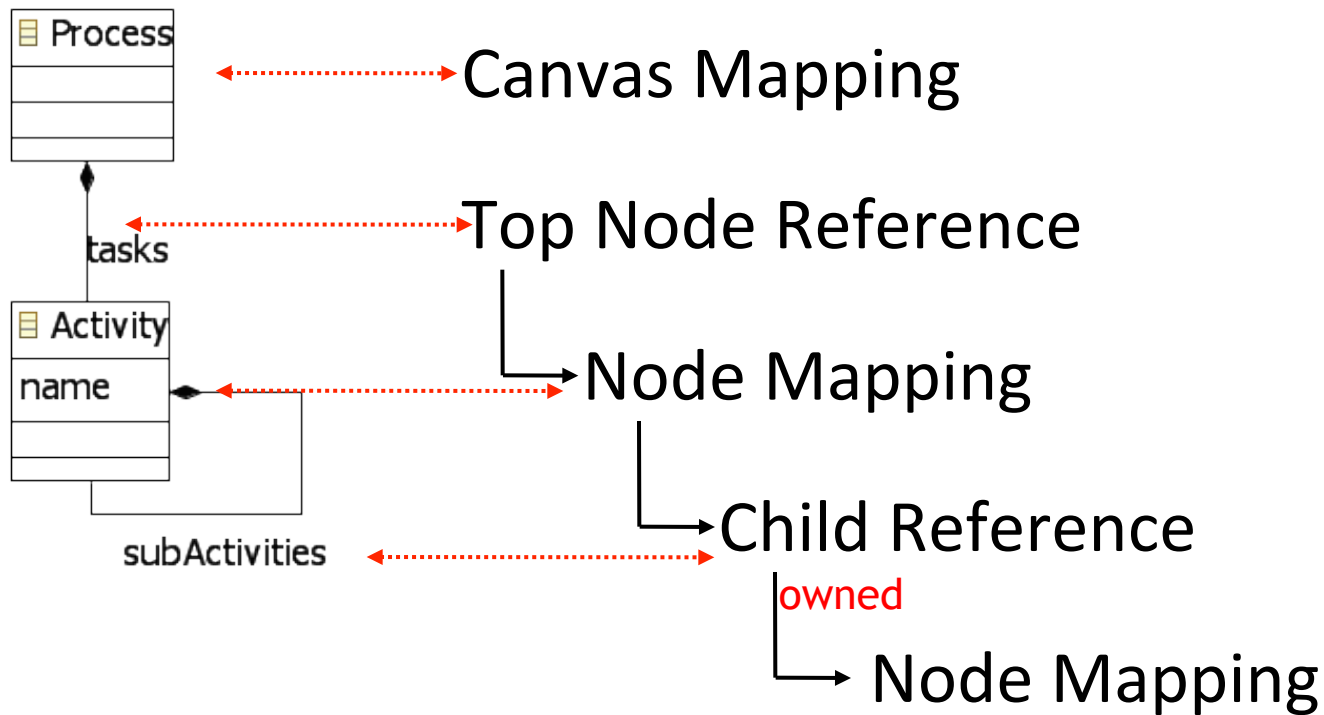 Process
Canvas Mapping
Top Node Reference
tasks
Activity
name
Node Mapping
Child Reference
subActivities
owned
Node Mapping